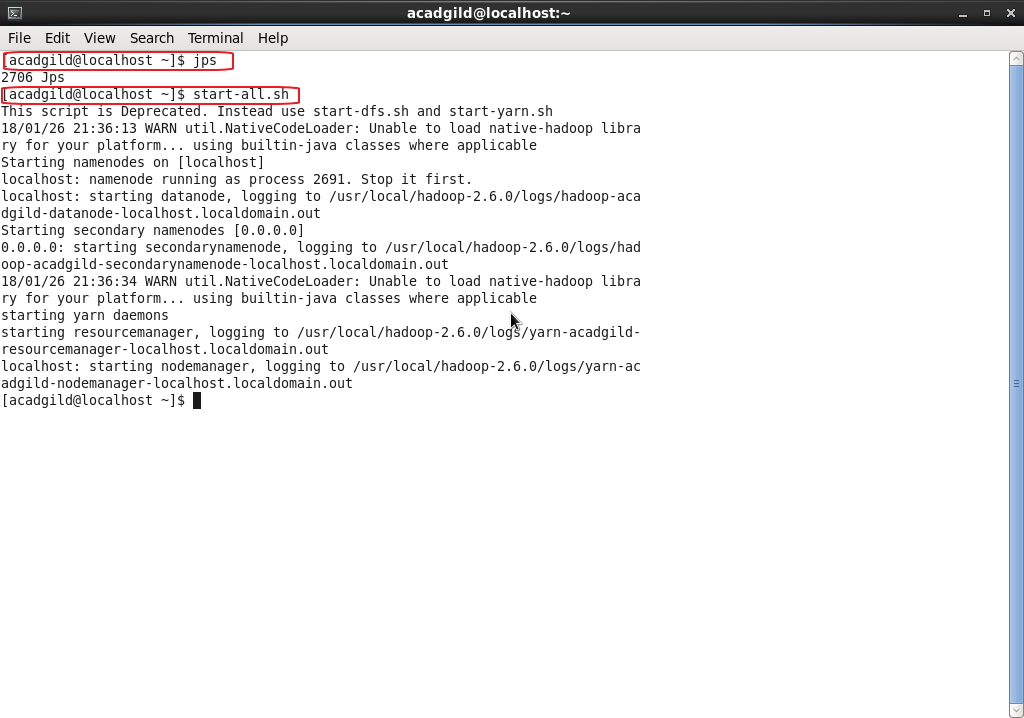 acadgild@localhost:~
File Edit View Search Terminal Help
[acadgild@localhost ~]$ jps
2706 Jps
[acadgild@localhost ~]$ start-all.sh
This script is Deprecated. Instead use start-dfs.sh and start-yarn.sh
18/01/26 21:36:13 WARN util.NativeCodeLoader: Unable to load native-hadoop libra
ry for your platform... using builtin-java classes where applicable
Starting namenodes on [localhost]
localhost: namenode running as process 2691. Stop it first.
localhost: starting datanode, logging to /usr/local/hadoop-2.6.0/logs/hadoop-aca
dgild-datanode-localhost.localdomain.out
Starting secondary namenodes [0.0.0.0]
0.0.0.0: starting secondarynamenode, logging to /usr/local/hadoop-2.6.0/logs/had
oop-acadgild-secondarynamenode-localhost.localdomain.out
18/01/26 21:36:34 WARN util.NativeCodeLoader: Unable to load native-hadoop libra
ry for your platform... using builtin-java classes where applicable
starting yarn daemons
starting resourcemanager, logging to /usr/local/hadoop-2.6.0/logs/yarn-acadgild-
resourcemanager-localhost.localdomain.out
localhost: starting nodemanager, logging to /usr/local/hadoop-2.6.0/logs/yarn-ac
adgild-nodemanager-localhost.localdomain.out
[acadgild@localhost ~]$